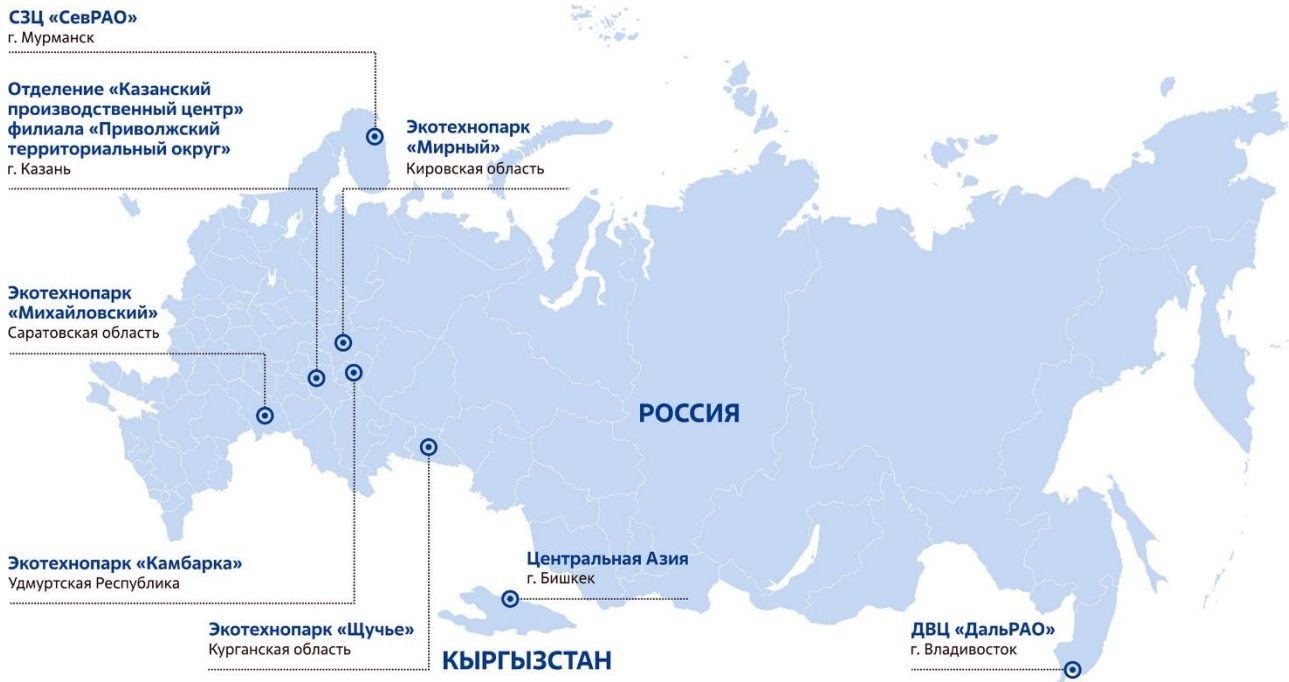 СЗЦ «СевРАО»
г. Мурманск
Отделение «Казанский
производственный центр»
филиала «Приволжский
территориальный округ»
г. Казань
Экотехнопарк
«Мирный»
Кировская область
Экотехнопарк
«Михайловский»
Саратовская область
РОССИЯ
Экотехнопарк «Камбарка»
Удмуртская Республика
Центральная Азия
г. Бишкек
Экотехнопарк «Щучье»
Курганская область
КЫРГЫЗСТАН
ДВЦ «ДальРАО»
г. Владивосток